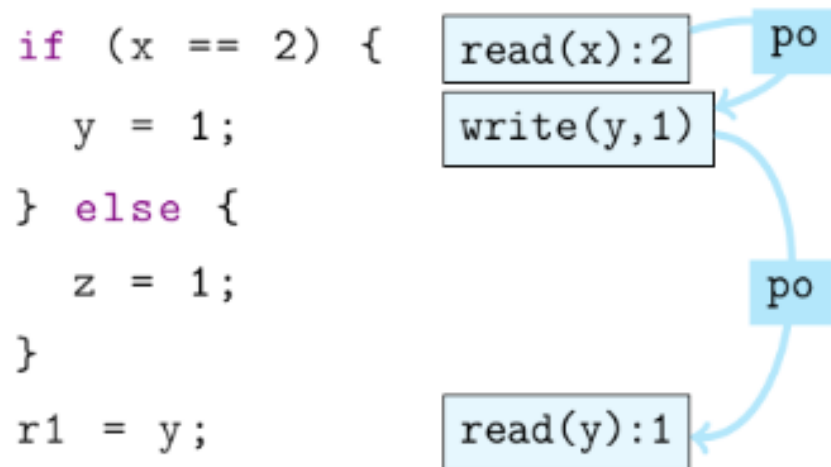 if (x == 2) { read(x):2 po
y = 1; write(y,1)
} else {
z = 1; po
}
r1 = y; read(y):1